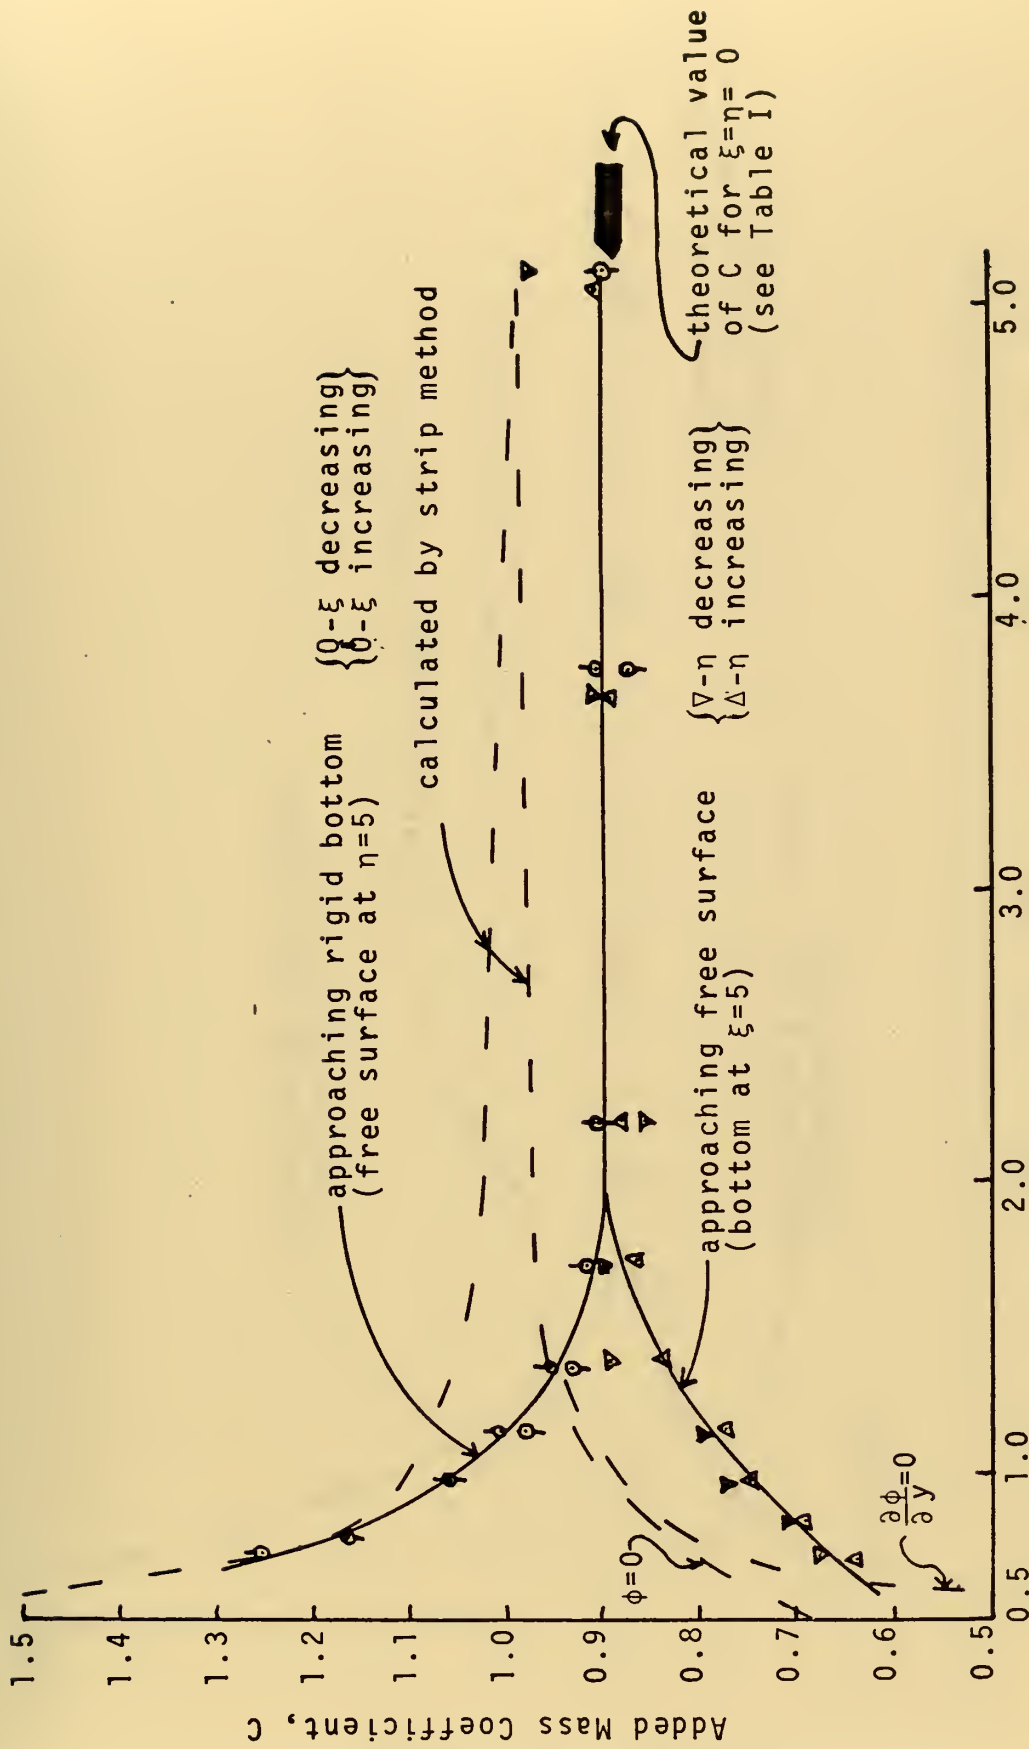 Added Mass Coefficient, C
1.5
1.4
1.3
1.2
1.1
1.0
0.9
0.8
0.7
0.6
0.5
0.5
1.0
2.0
3.0
4.0
5.0
approaching rigid bottom
(free surface at η=5)
-ξ decreasing}
-ξ increasing}
calculated by strip method
φ=0
∂φ/∂y=0
approaching free surface
(bottom at ξ=5)
{∇-η decreasing}
{Δ-η increasing}
theoretical value
of C for ξ=η= 0
(see Table I)